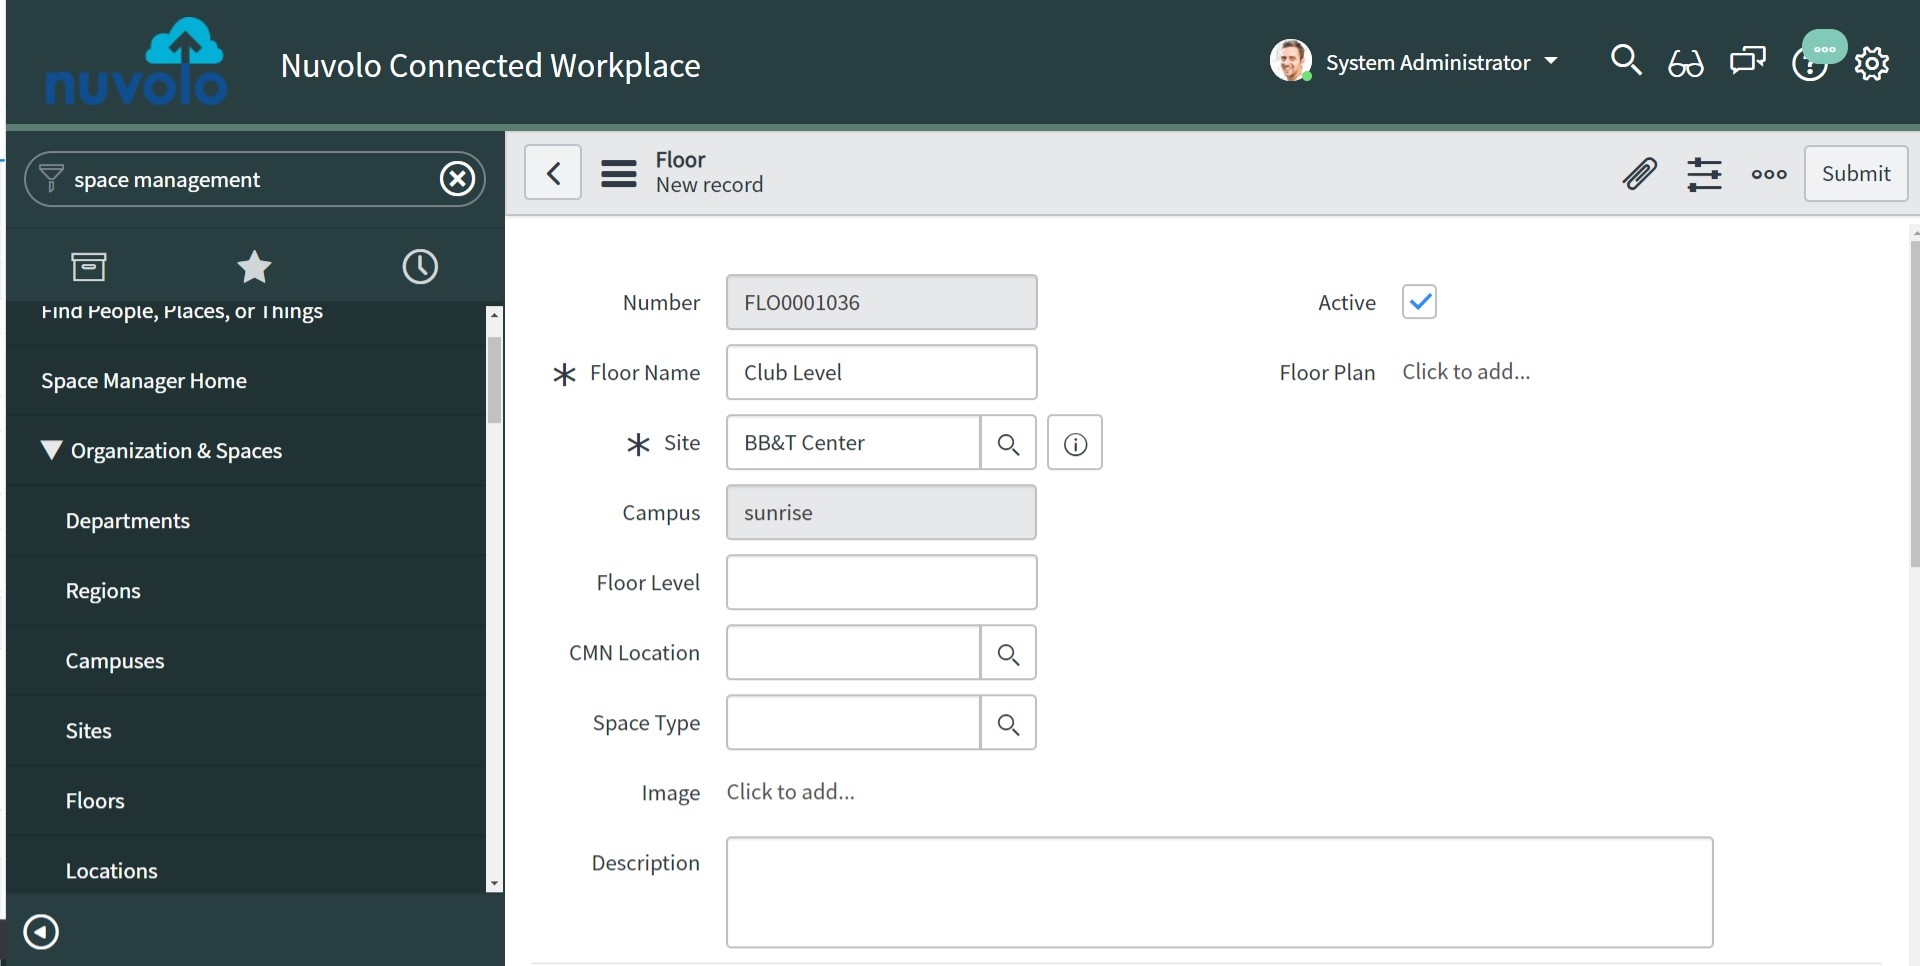 nuvolo
Nuvolo Connected Workplace
System Administrator
space management
Find People, Places, or Things
Space Manager Home
Organization & Spaces
Departments
Regions
Campuses
Sites
Floors
Locations
Floor
New record
Submit
Number
FLO0001036
Active
* Floor Name
Club Level
Floor Plan
Click to add...
* Site
BB&T Center
Campus
sunrise
Floor Level
CMN Location
Space Type
Image
Click to add...
Description